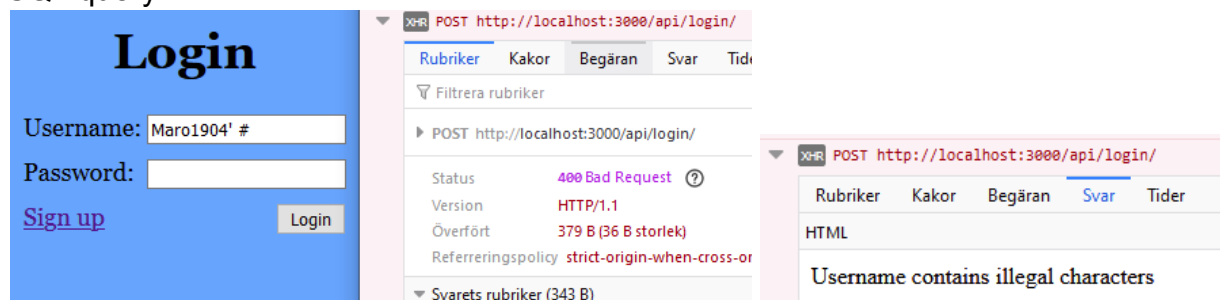 Login
Username: Maro1904' #
Password:
Sign up Login
XHR POST http://localhost:3000/api/login/
Rubriker Kakor Begäran Svar
Filtrera rubriker
POST http://localhost:3000/api/login/
Status 400 Bad Request ?
Version HTTP/1.1
Överfört 379 B (36 B storlek)
Referreringspolicy strict-origin-when-cross-or
Svarets rubriker (343 B)
XHR POST http://localhost:3000/api/login/
Rubriker Kakor Begäran Svar Tider
HTML
Username contains illegal characters